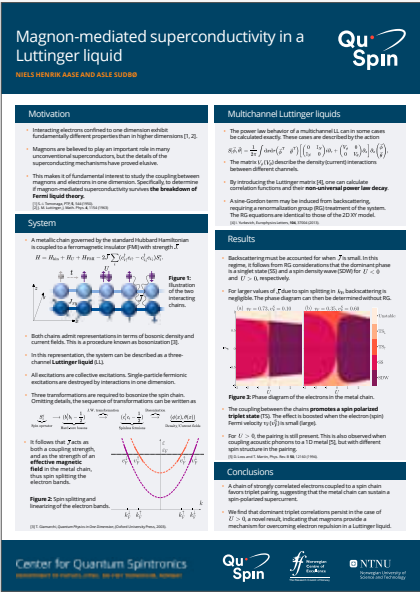 Magnon-mediated superconductivity in a
Luttinger liquid
NIELS HENRIK AASE AND ASLE SUDBØ
Qu
Spin
Motivation
Interacting electrons confined to one dimension exhibit
fundamentally different properties than in higher dimensions [1, 2].
Magnons are believed to play an important role in many
unconventional superconductors, but the details of the
superconducting mechanisms have proved elusive.
This makes it of fundamental interest to study the coupling between
magnons and electrons in one dimension. Specifically, to determine
if magnon-mediated superconductivity survives the breakdown of
Fermi liquid theory.
System
A metallic chain governed by the standard Hubbard Hamiltonian
is coupled to a ferromagnetic insulator (FMI) with strength
Figure 1:
Illustration
of the two
interacting
chains.
Both chains admit representations in terms of bosonic density and
current fields. This is a procedure known as bosonization [3].
In this representation, the system can be described as a three-
channel Luttinger liquid (LL).
All excitations are collective excitations. Single-particle fermionic
excitations are destroyed by interactions in one dimension.
Three transformations are required to bosonize the spin chain.
Omitting details, the sequence of transformations can be written as
It follows that acts as
both a coupling strength,
and as the strength of an
effective magnetic
field in the metal chain,
thus spin splitting the
electron bands.
Figure 2: Spin splitting and
linearizing of the electron bands.
[3] T. Giamarchi, Quantum Physics in One Dimension, (Oxford University Press, 2003).
Multichannel Luttinger liquids
The power law behavior of a multichannel LL can in some cases
be calculated exactly. These cases are described by the action
The matrix describe the density (current) interactions
between different channels.
By introducing the Luttinger matrix [4], one can calculate
correlation functions and their non-universal power law decay.
A sine-Gordon term may be induced from backscattering,
requiring a renormalization group (RG) treatment of the system.
The RG equations are identical to those of the 2D XY model.
Results
Backscattering must be accounted for when is small. In this
regime, it follows from RG considerations that the dominant phase
is a singlet state (SS) and a spin density wave (SDW) for U < 0
and U > 0, respectively.
For larger values of due to spin splitting in backscattering is
negligible. The phase diagram can then be determined without RG.
Unstable
TS
SS
SDW
Figure 3: Phase diagram of the electrons in the metal chain.
The coupling between the chains promotes a spin polarized
triplet state (TS). The effect is boosted when the electron (spin)
Fermi velocity is small (large).
For U > 0, the pairing is still present. This is also observed when
coupling acoustic phonons to a 1D metal [5], but with different
spin structure in the pairing.
Conclusions
A chain of strongly correlated electrons coupled to a spin chain
favors triplet pairing, suggesting that the metal chain can sustain a
spin-polarized supercurrent.
We find that dominant triplet correlations persist in the case of
U > 0, a novel result, indicating that magnons provide a
mechanism for overcoming electron repulsion in a Luttinger liquid.
Center for Quantum Spintronics
Qu
Spin
Norwegian
Centre of
Excellence
NTNU
Norwegian University of
Science and Technology